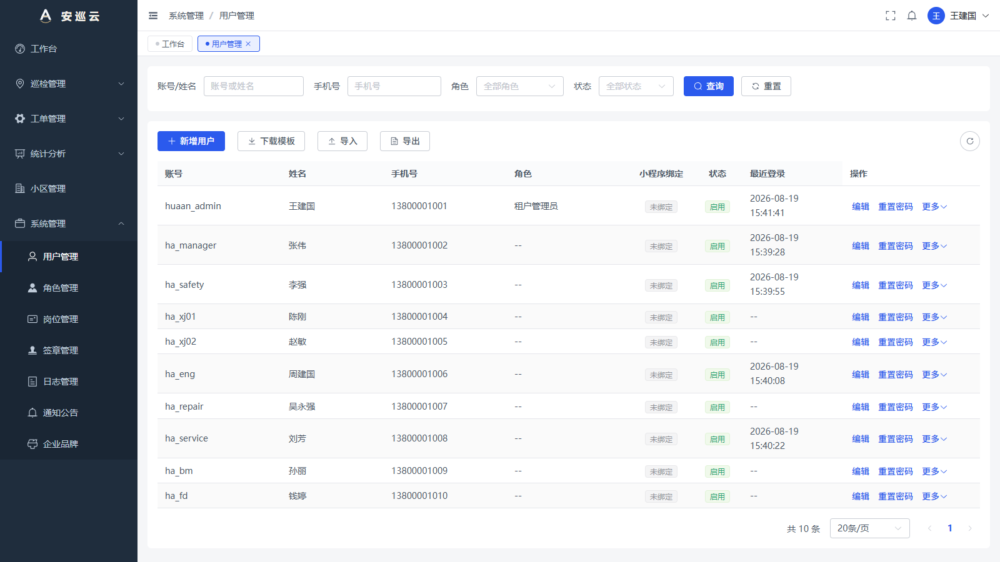 安巡云
系统管理 / 用户管理
王 王建国
工作台
用户管理
工作台
巡检管理
工单管理
统计分析
小区管理
系统管理
用户管理
角色管理
岗位管理
签章管理
日志管理
通知公告
企业品牌
账号/姓名 账号或姓名 手机号 手机号 角色 全部角色 状态 全部状态 查询 重置
新增用户 下载模板 导入 导出
账号 姓名 手机号 角色 小程序绑定 状态 最近登录 操作
huaan_admin 王建国 13800001001 租户管理员 未绑定 启用 2026-08-19 15:41:41 编辑 重置密码 更多
ha_manager 张伟 13800001002 -- 未绑定 启用 2026-08-19 15:39:28 编辑 重置密码 更多
ha_safety 李强 13800001003 -- 未绑定 启用 2026-08-19 15:39:55 编辑 重置密码 更多
ha_xj01 陈刚 13800001004 -- 未绑定 启用 -- 编辑 重置密码 更多
ha_xj02 赵敏 13800001005 -- 未绑定 启用 -- 编辑 重置密码 更多
ha_eng 周建国 13800001006 -- 未绑定 启用 2026-08-19 15:40:08 编辑 重置密码 更多
ha_repair 吴永强 13800001007 -- 未绑定 启用 -- 编辑 重置密码 更多
ha_service 刘芳 13800001008 -- 未绑定 启用 2026-08-19 15:40:22 编辑 重置密码 更多
ha_bm 孙丽 13800001009 -- 未绑定 启用 -- 编辑 重置密码 更多
ha_fd 钱婷 13800001010 -- 未绑定 启用 -- 编辑 重置密码 更多
共 10 条 20条/页 1